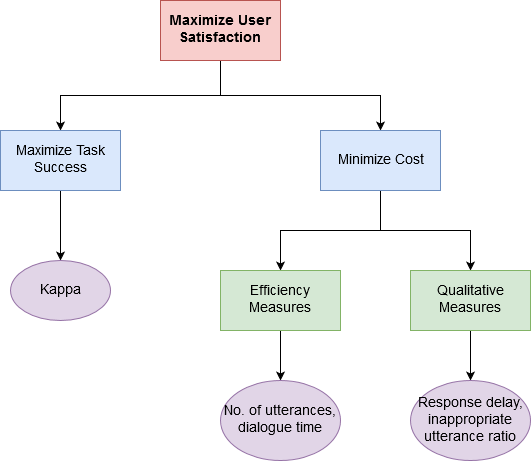 Maximize User
Satisfaction
Maximize Task
Success
Minimize Cost
Kappa
Efficiency
Measures
Qualitative
Measures
No. of utterances,
dialogue time
Response delay,
inappropriate
utterance ratio